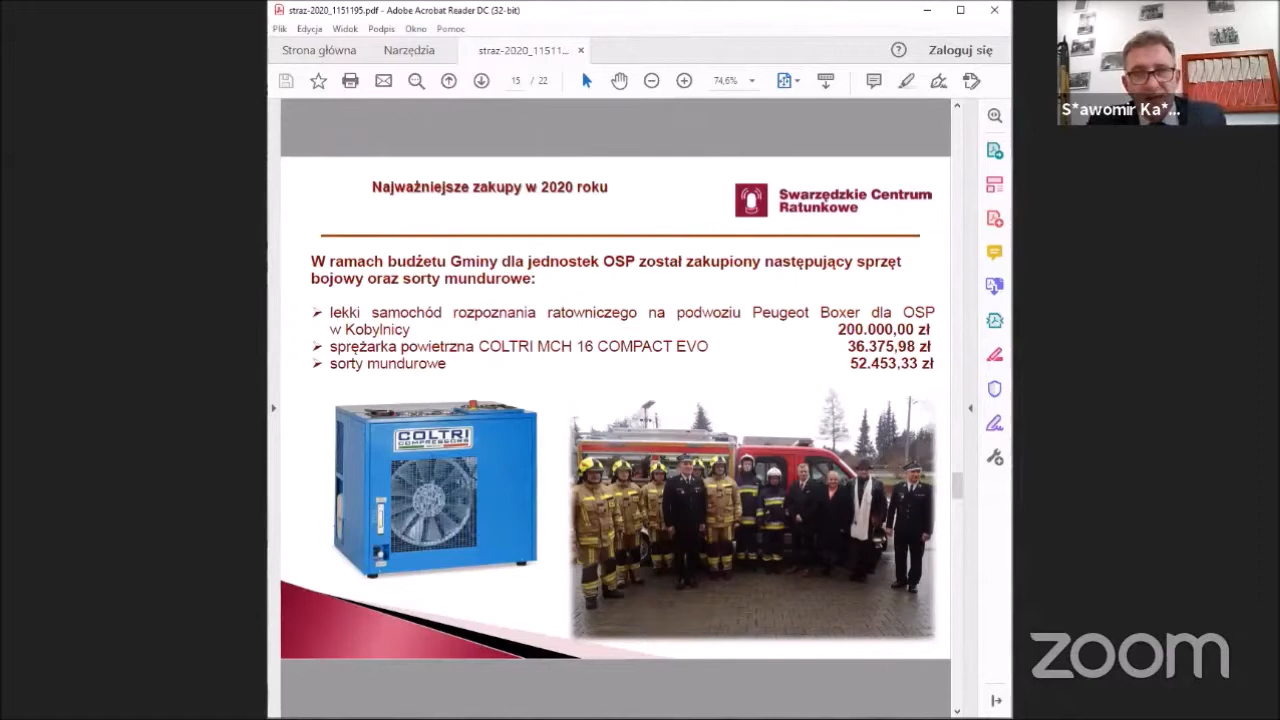 straz-2020_1151195.pdf - Adobe Acrobat Reader DC (32-bit)
Plik Edycja Widok Podpis Okno Pomoc
Strona główna Narzędzia straz-2020_11511... ×
Zaloguj się
15 / 22
74,6%
S*awomir Ka*...
Najważniejsze zakupy w 2020 roku
Swarzędzkie Centrum
Ratunkowe
W ramach budżetu Gminy dla jednostek OSP został zakupiony następujący sprzęt
bojowy oraz sorty mundurowe:
➢ lekki samochód rozpoznania ratowniczego na podwoziu Peugeot Boxer dla OSP
w Kobylnicy 200.000,00 zł
➢ sprężarka powietrzna COLTRI MCH 16 COMPACT EVO 36.375,98 zł
➢ sorty mundurowe 52.453,33 zł
COLTRI
COMPRESSORS
zoom